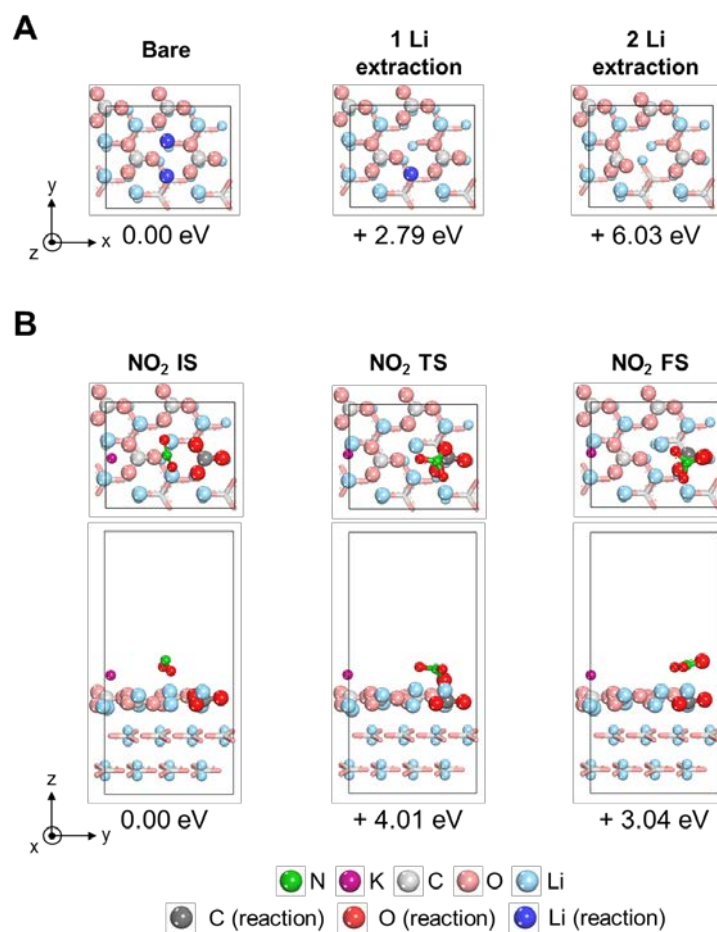 A
Bare
1 Li
extraction
2 Li
extraction
y
z
x
0.00 eV
+ 2.79 eV
+ 6.03 eV
B
NO₂ IS
NO₂ TS
NO₂ FS
z
x
y
0.00 eV
+ 4.01 eV
+ 3.04 eV
N K C O Li
C (reaction) O (reaction) Li (reaction)